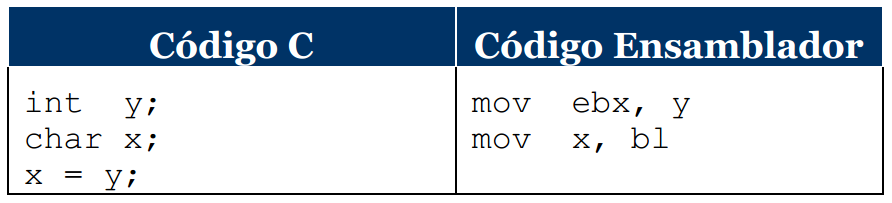 Código C
Código Ensamblador
int  y;
char x;
x = y;
mov  ebx, y
mov  x, bl